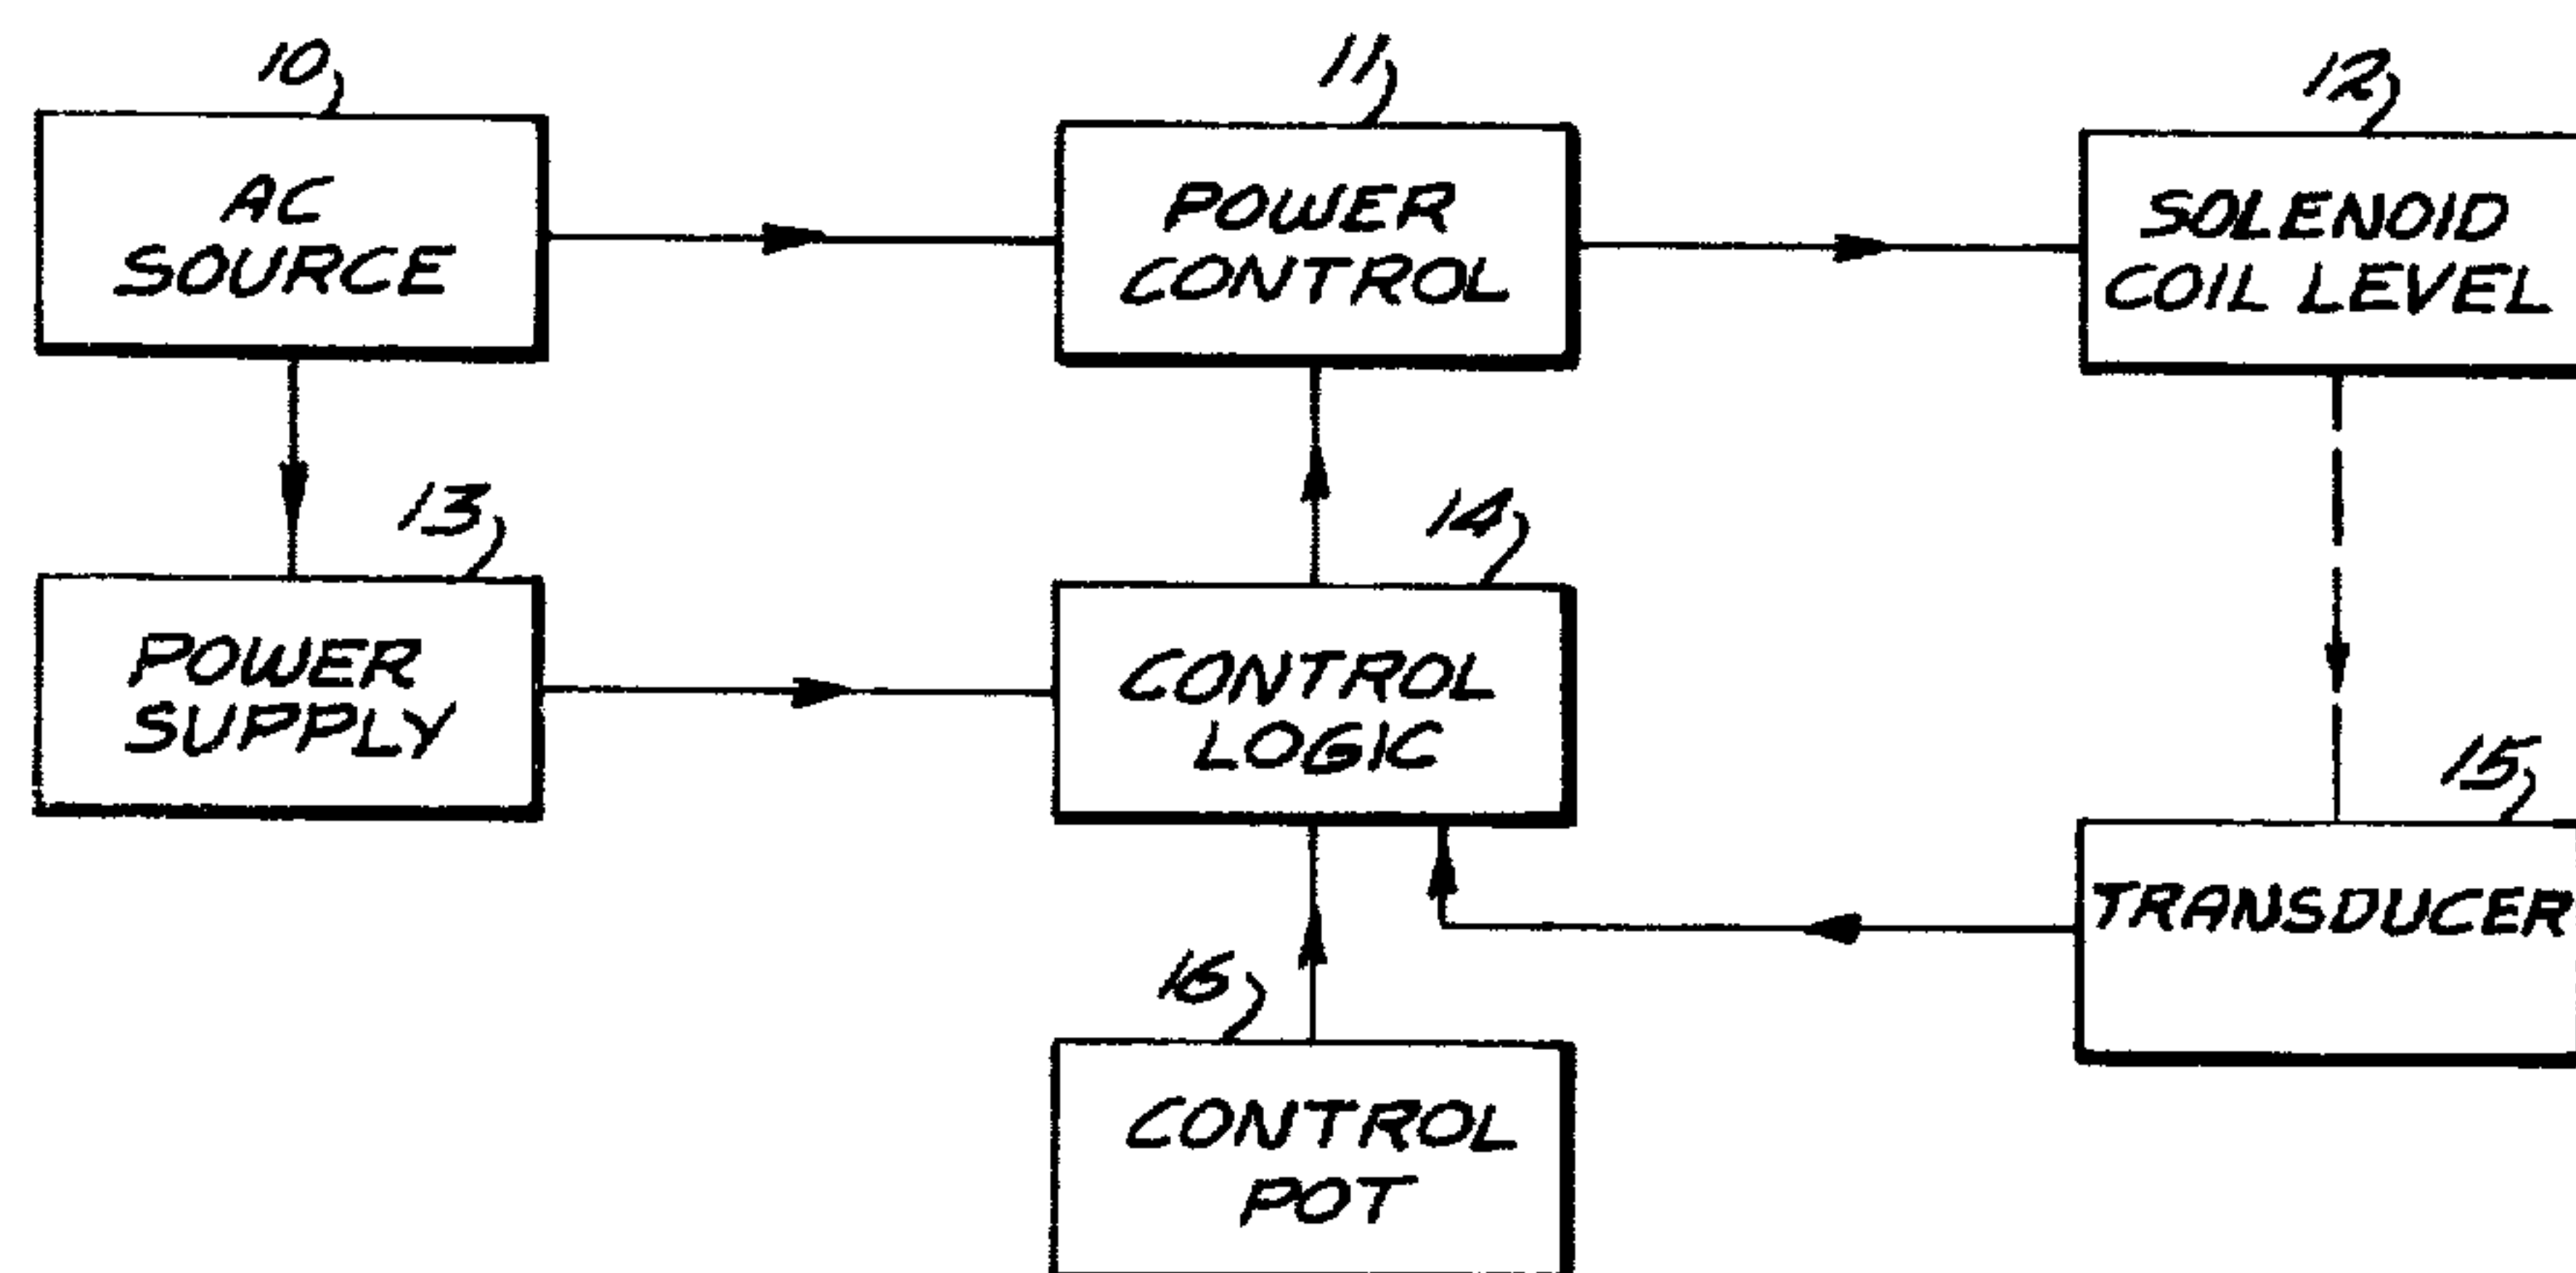 10
11
12
AC
SOURCE
POWER
CONTROL
SOLENOID
COIL LEVEL
13
14
POWER
SUPPLY
CONTROL
LOGIC
15
TRANSDUCER
16
CONTROL
POT